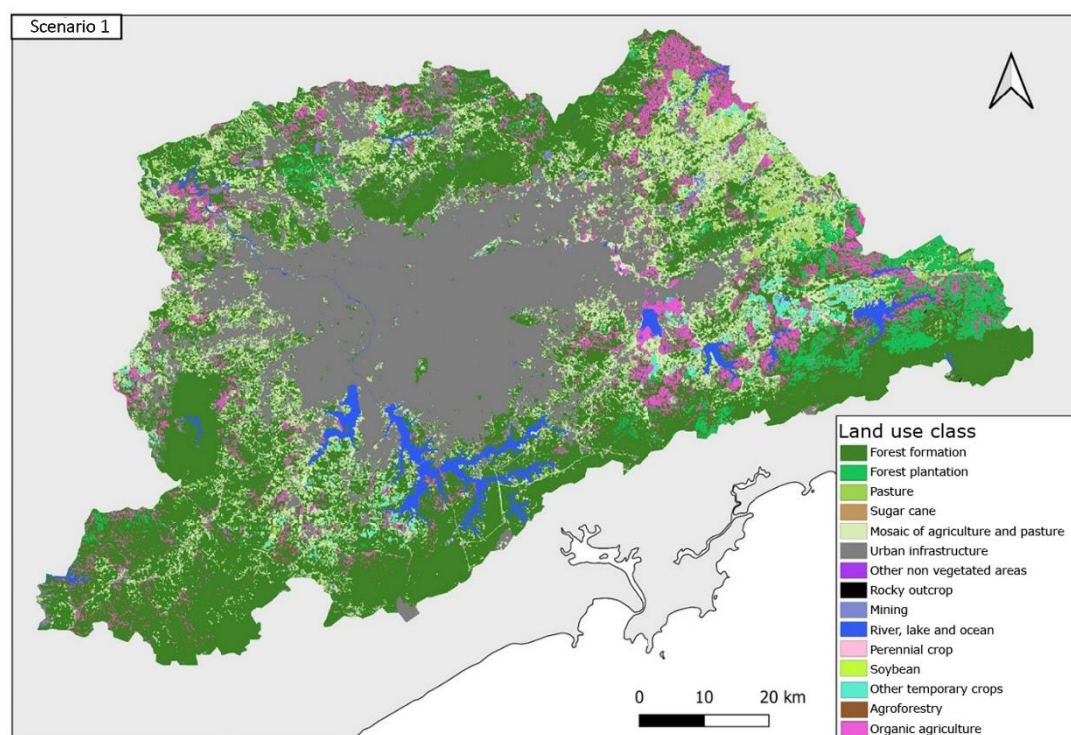 Scenario 1
Land use class
Forest formation
Forest plantation
Pasture
Sugar cane
Mosaic of agriculture and pasture
Urban infrastructure
Other non vegetated areas
Rocky outcrop
Mining
River, lake and ocean
Perennial crop
Soybean
Other temporary crops
Agroforestry
Organic agriculture
0 10 20 km